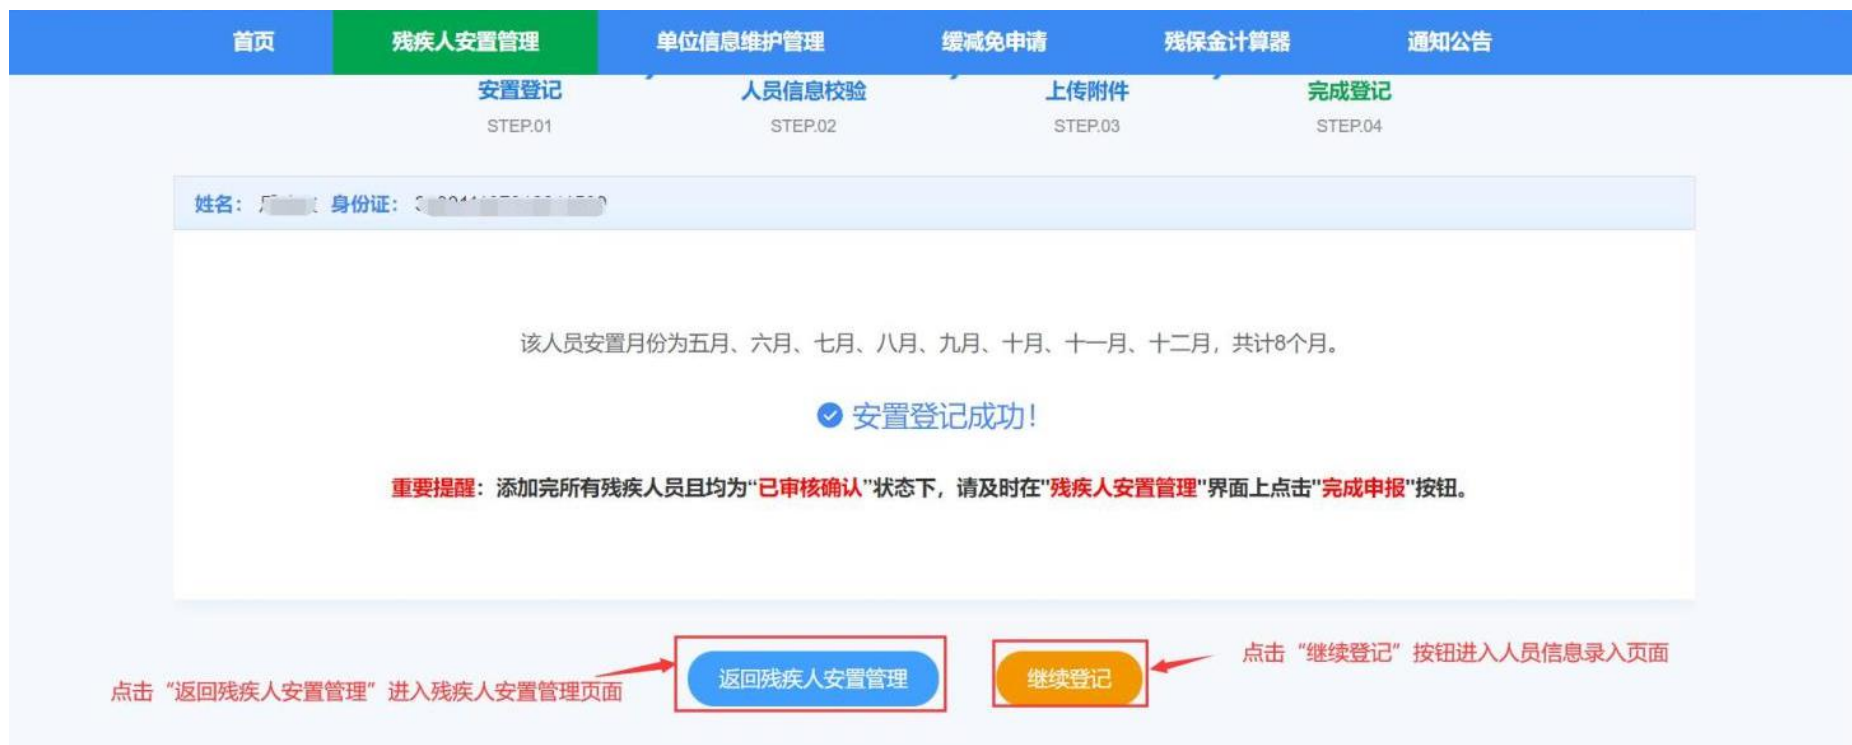 首页 残疾人安置管理 单位信息维护管理 缓减免申请 残保金计算器 通知公告
安置登记 人员信息校验 上传附件 完成登记
STEP.01 STEP.02 STEP.03 STEP.04
姓名： 身份证：
该人员安置月份为五月、六月、七月、八月、九月、十月、十一月、十二月，共计8个月。
安置登记成功！
重要提醒：添加完所有残疾人员且均为“已审核确认”状态下，请及时在"残疾人安置管理"界面上点击"完成申报"按钮。
点击“继续登记”按钮进入人员信息录入页面
返回残疾人安置管理 继续登记
点击“返回残疾人安置管理”进入残疾人安置管理页面